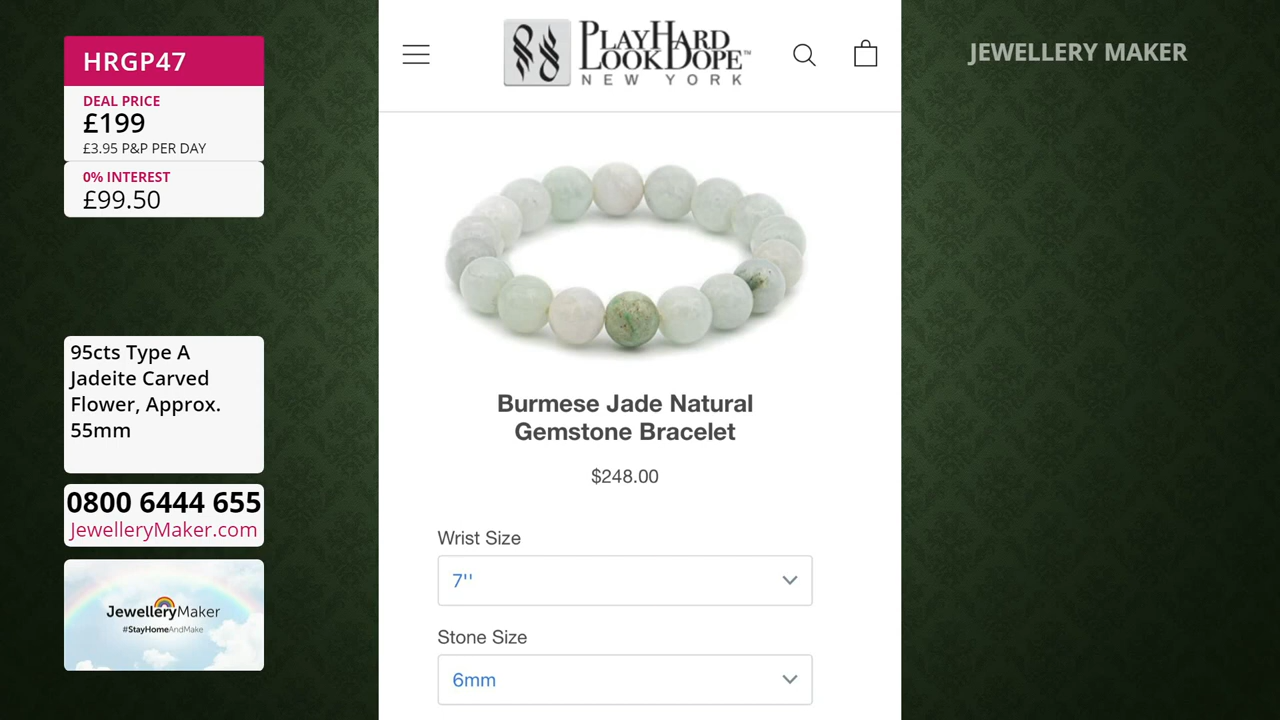 HRGP47
DEAL PRICE
£199
£3.95 P&P PER DAY
0% INTEREST
£99.50
95cts Type A
Jadeite Carved
Flower, Approx.
55mm
0800 6444 655
JewelleryMaker.com
JewelleryMaker
#StayHomeAndMake
PLAYHARD
LOOKDOPE™
NEW YORK
Burmese Jade Natural
Gemstone Bracelet
$248.00
Wrist Size
7''
Stone Size
6mm
JEWELLERY MAKER